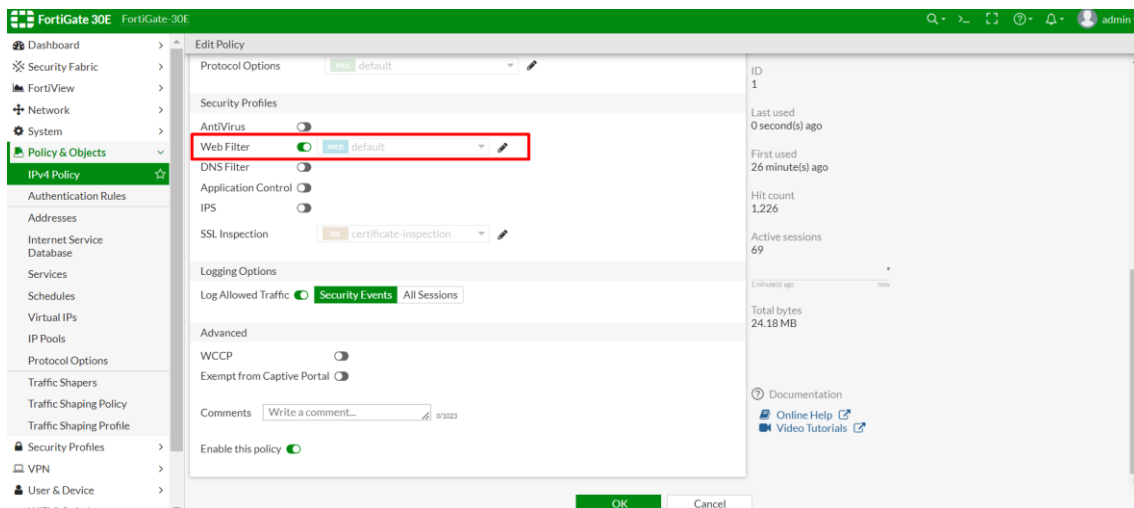 FortiGate 30E FortiGate-30E
admin
Dashboard
Security Fabric
FortiView
Network
System
Policy & Objects
IPv4 Policy
Authentication Rules
Addresses
Internet Service
Database
Services
Schedules
Virtual IPs
IP Pools
Protocol Options
Traffic Shapers
Traffic Shaping Policy
Traffic Shaping Profile
Security Profiles
VPN
User & Device
Edit Policy
Protocol Options default
Security Profiles
AntiVirus
Web Filter WEB default
DNS Filter
Application Control
IPS
SSL Inspection certificate-inspection
Logging Options
Log Allowed Traffic Security Events All Sessions
Advanced
WCCP
Exempt from Captive Portal
Comments Write a comment... 0/1023
Enable this policy
OK Cancel
ID
1
Last used
0 second(s) ago
First used
26 minute(s) ago
Hit count
1,226
Active sessions
69
1 minute(s) ago now
Total bytes
24.18 MB
Documentation
Online Help
Video Tutorials